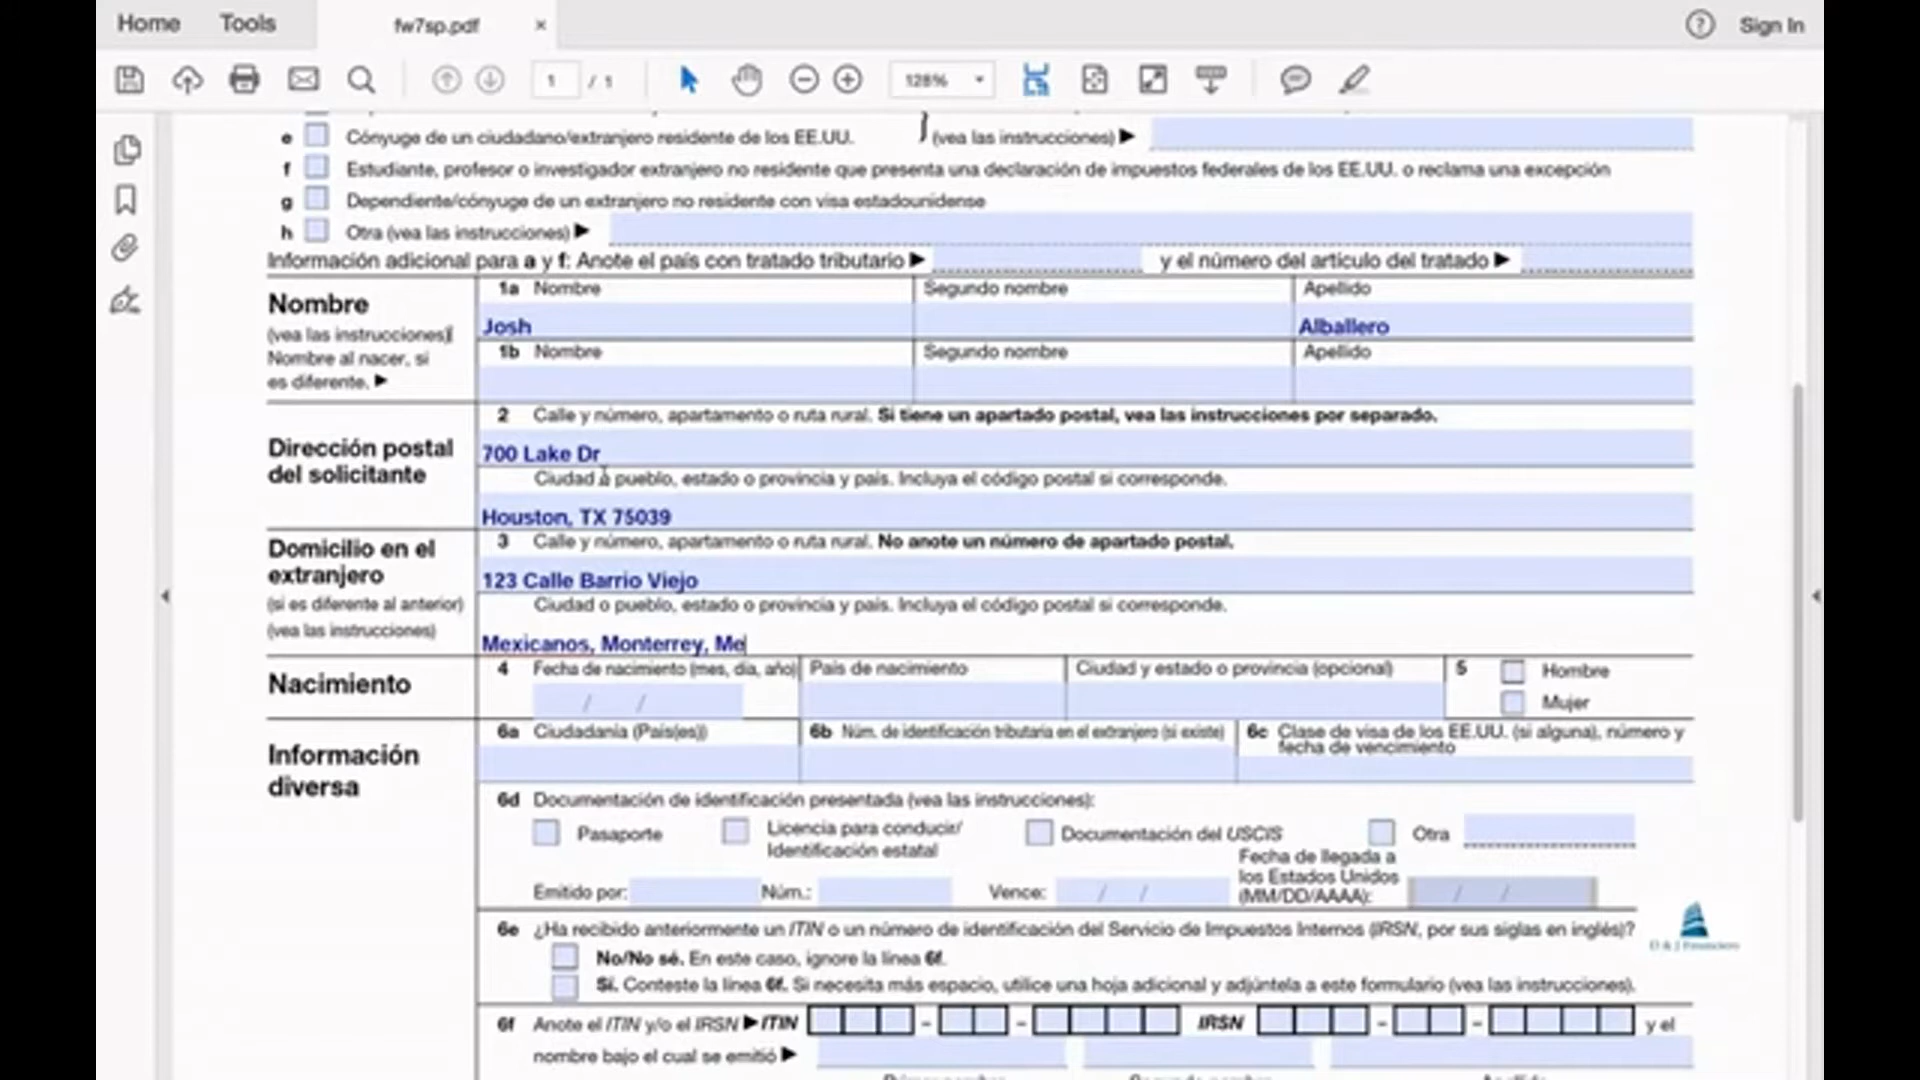 Home Tools fw7sp.pdf × ? Sign In
1 / 1 128%
e Cónyuge de un ciudadano/extranjero residente de los EE.UU. } (vea las instrucciones) ▶
f Estudiante, profesor o investigador extranjero no residente que presenta una declaración de impuestos federales de los EE.UU. o reclama una excepción
g Dependiente/cónyuge de un extranjero no residente con visa estadounidense
h Otra (vea las instrucciones) ▶
Información adicional para a y f: Anote el país con tratado tributario ▶ y el número del artículo del tratado ▶
Nombre
(vea las instrucciones)
Nombre al nacer, si
es diferente. ▶
1a Nombre Segundo nombre Apellido
Josh Alballero
1b Nombre Segundo nombre Apellido
Dirección postal
del solicitante
2 Calle y número, apartamento o ruta rural. Si tiene un apartado postal, vea las instrucciones por separado.
700 Lake Dr
Ciudad o pueblo, estado o provincia y país. Incluya el código postal si corresponde.
Houston, TX 75039
Domicilio en el
extranjero
(si es diferente al anterior)
(vea las instrucciones)
3 Calle y número, apartamento o ruta rural. No anote un número de apartado postal.
123 Calle Barrio Viejo
Ciudad o pueblo, estado o provincia y país. Incluya el código postal si corresponde.
Mexicanos, Monterrey, Me
Nacimiento
4 Fecha de nacimiento (mes, día, año) País de nacimiento Ciudad y estado o provincia (opcional) 5 Hombre
/ / Mujer
Información
diversa
6a Ciudadanía (País(es)) 6b Núm. de identificación tributaria en el extranjero (si existe) 6c Clase de visa de los EE.UU. (si alguna), número y
fecha de vencimiento
6d Documentación de identificación presentada (vea las instrucciones):
Pasaporte Licencia para conducir/ Documentación del USCIS Otra
Identificación estatal
Fecha de llegada a
los Estados Unidos
(MM/DD/AAAA): / /
Emitido por: Núm.: Vence: / /
6e ¿Ha recibido anteriormente un ITIN o un número de identificación del Servicio de Impuestos Internos (IRSN, por sus siglas en inglés)?
No/No sé. En este caso, ignore la línea 6f.
Sí. Conteste la línea 6f. Si necesita más espacio, utilice una hoja adicional y adjúntela a este formulario (vea las instrucciones).
6f Anote el ITIN y/o el IRSN ▶ ITIN – – IRSN – – y el
nombre bajo el cual se emitió ▶